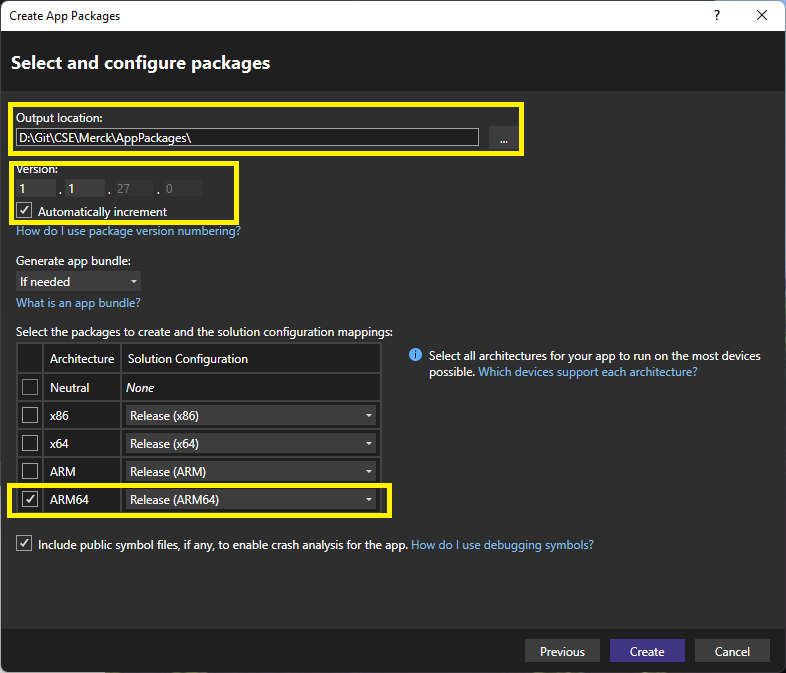 Create App Packages
?
Select and configure packages
Output location:
D:\Git\CSE\Merck\AppPackages\
...
Version:
1 . 1 . 27 . 0
Automatically increment
How do I use package version numbering?
Generate app bundle:
If needed
What is an app bundle?
Select the packages to create and the solution configuration mappings:
Architecture Solution Configuration
Neutral None
x86 Release (x86)
x64 Release (x64)
ARM Release (ARM)
ARM64 Release (ARM64)
Select all architectures for your app to run on the most devices
possible. Which devices support each architecture?
Include public symbol files, if any, to enable crash analysis for the app. How do I use debugging symbols?
Previous Create Cancel